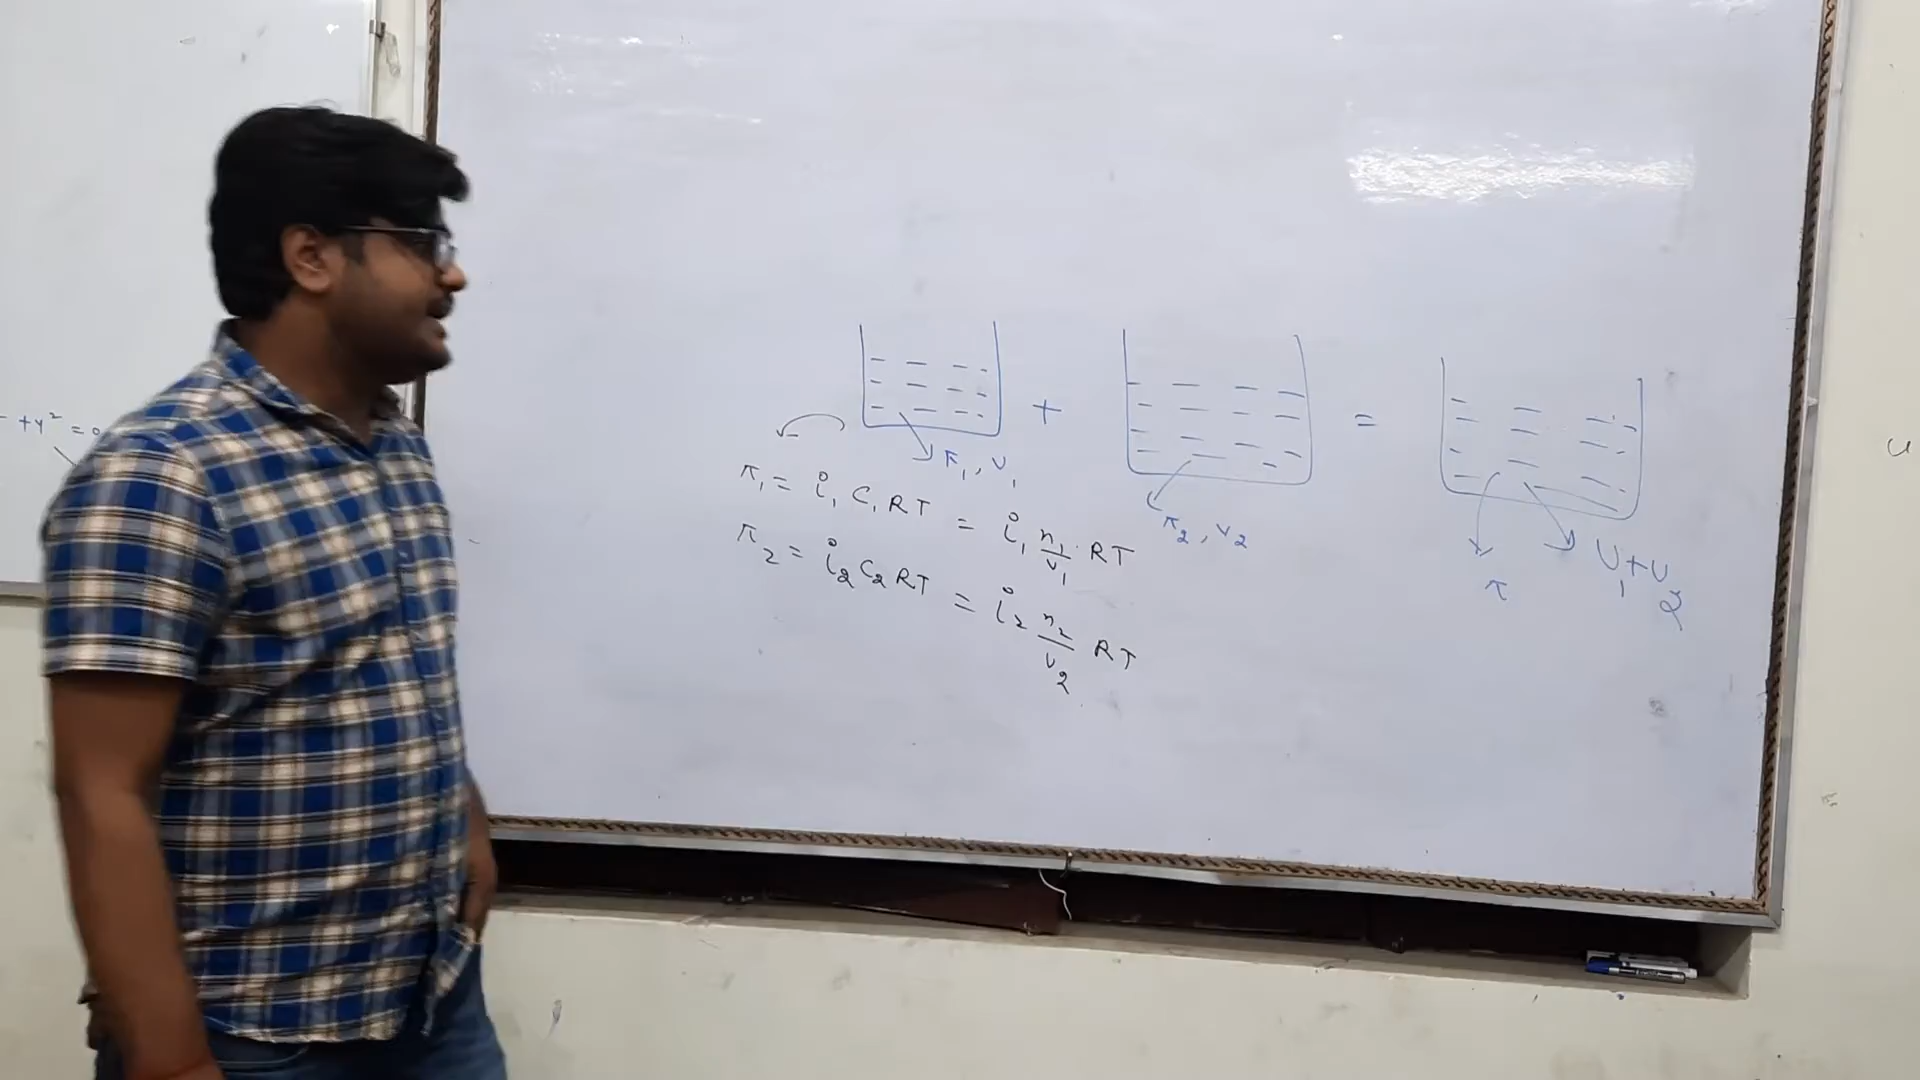 +y² = 0
+ =
π₁, v₁
π₂, v₂
π
v₁+v₂
π₁ = i₁ C₁ RT = i₁ n₁/v₁ · RT
π₂ = i₂ C₂ RT = i₂ n₂/v₂ RT
u